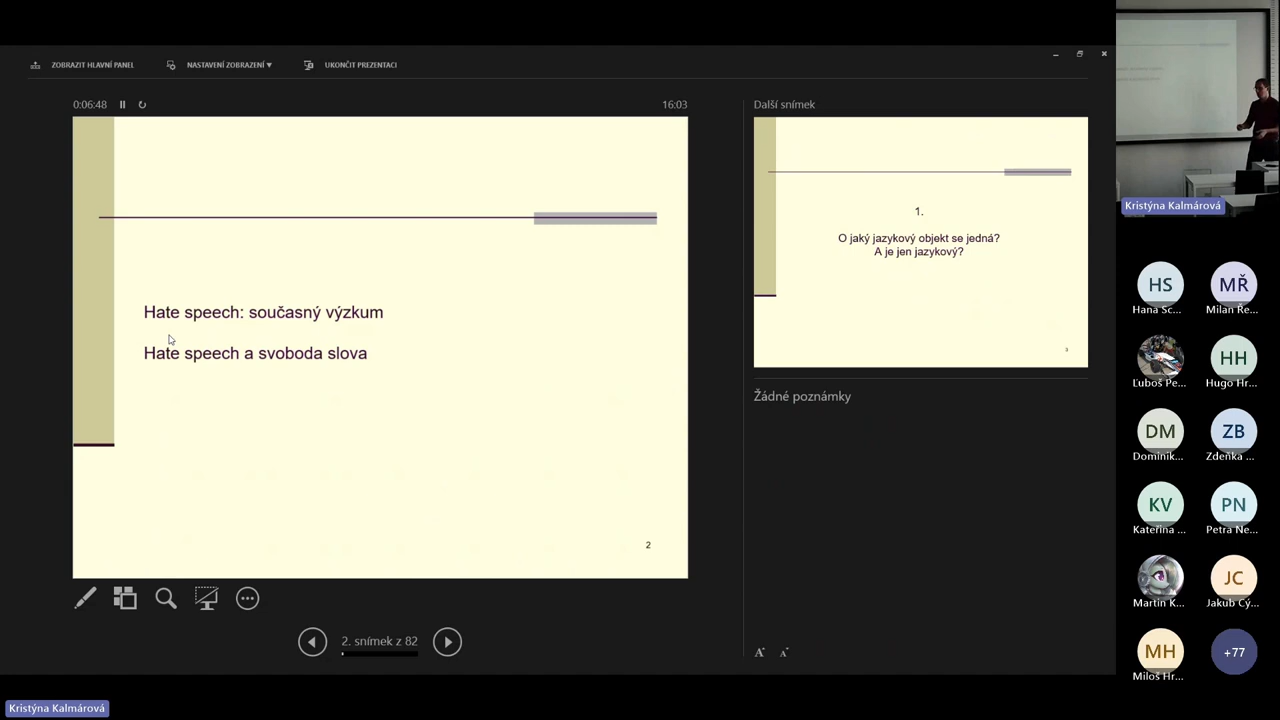 ZOBRAZIT HLAVNÍ PANEL
NASTAVENÍ ZOBRAZENÍ ▼
UKONČIT PREZENTACI
0:06:48
16:03
Hate speech: současný výzkum
Hate speech a svoboda slova
2
2. snímek z 82
Další snímek
1.
O jaký jazykový objekt se jedná?
A je jen jazykový?
3
Žádné poznámky
A
A
Kristýna Kalmárová
HS
Hana Sc...
MŘ
Milan Ře...
Ľuboš Pe...
HH
Hugo Hr...
DM
Dominik...
ZB
Zdeňka ...
KV
Kateřina ...
PN
Petra Ne...
Martin K...
JC
Jakub Cý...
MH
Miloš Hr...
+77
Kristýna Kalmárová